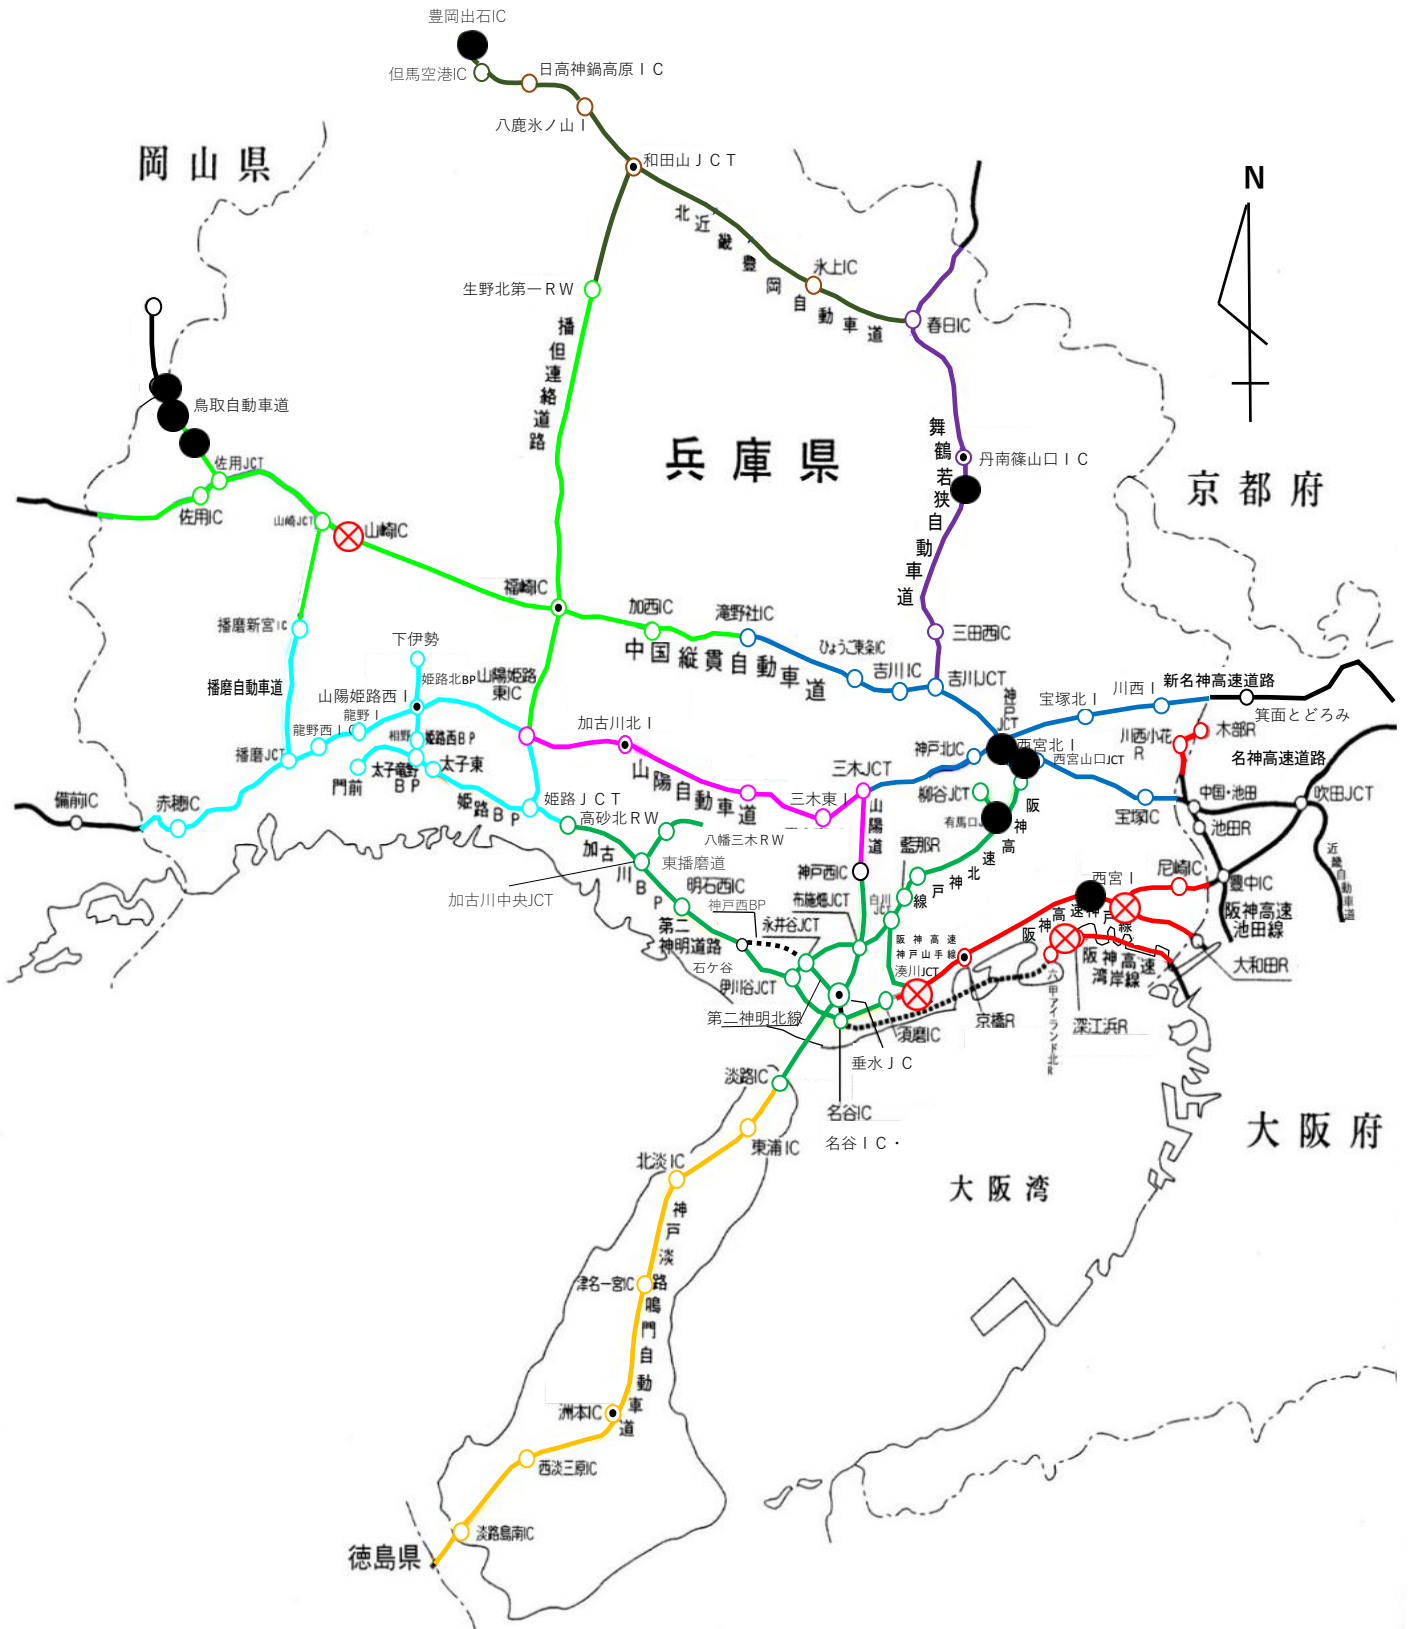 豊岡出石IC
但馬空港IC
日高神鍋高原ＩＣ
八鹿氷ノ山Ｉ
岡山県
和田山ＪＣＴ
N
北近畿豊岡自動車道
氷上IC
生野北第一ＲＷ
春日IC
播但連絡道路
鳥取自動車道
兵庫県
舞鶴若狭自動車道
丹南篠山口ＩＣ
佐用JCT
京都府
佐用IC
山崎JCT
山崎IC
福崎IC
加西IC
滝野社IC
播磨新宮IC
下伊勢
中国縦貫自動車道
ひょうご東条IC
三田西IC
吉川IC
吉川JCT
播磨自動車道
山陽姫路西Ｉ
姫路北BP
山陽姫路東IC
神戸JCT
宝塚北Ｉ
川西Ｉ
新名神高速道路
箕面とどろみ
龍野Ｉ
龍野西ＩＣ
加古川北Ｉ
相野
姫路西ＢＰ
神戸北IC
西宮北Ｉ
西宮山口JCT
川西小花R
木部R
名神高速道路
播磨JCT
門前
太子竜野ＢＰ
太子東
山陽自動車道
三木JCT
柳谷JCT
備前IC
赤穂IC
姫路ＢＰ
姫路ＪＣＴ
三木東Ｉ
山陽道
有馬口J
宝塚IC
中国・池田
吹田JCT
高砂北ＲＷ
池田R
加古川ＢＰ
八幡三木ＲＷ
東播磨道
藍那R
阪神高速神戸北線
近畿自動車道
加古川中央JCT
明石西IC
神戸西IC
西宮Ｉ
尼崎IC
豊中IC
神戸西BP
布施畑JCT
白川JCT
阪神高速神戸線
阪神高速池田線
第二神明道路
永井谷JCT
阪神高速神戸山手線
阪神高速湾岸線
大和田R
石ケ谷
伊川谷JCT
湊川JCT
六甲アイランド北R
第二神明北線
須磨IC
京橋R
深江浜R
垂水ＪＣ
淡路IC
名谷IC
名谷ＩＣ・
東浦IC
大阪府
北淡IC
大阪湾
神戸淡路鳴門自動車道
津名一宮IC
洲本IC
西淡三原IC
淡路島南IC
徳島県